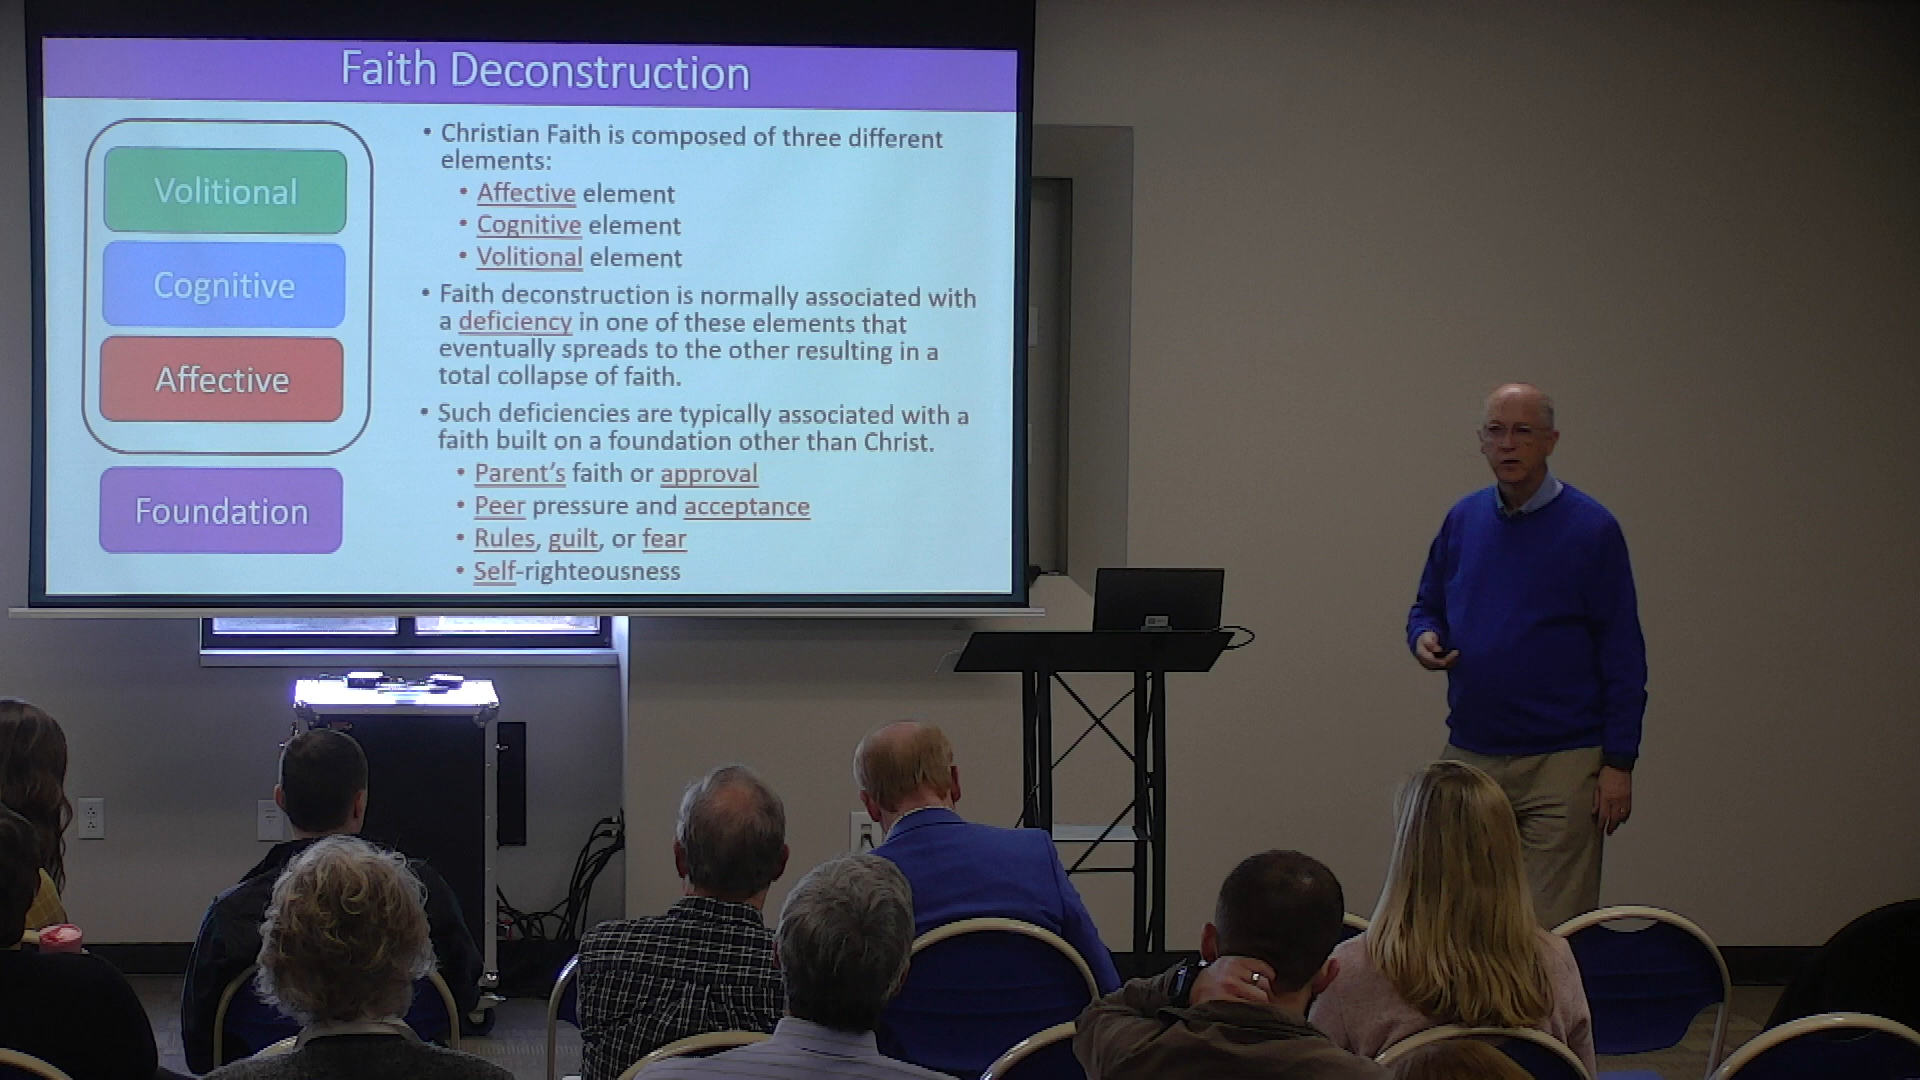 Faith Deconstruction
Volitional
Cognitive
Affective
Foundation
• Christian Faith is composed of three different
elements:
• Affective element
• Cognitive element
• Volitional element
• Faith deconstruction is normally associated with
a deficiency in one of these elements that
eventually spreads to the other resulting in a
total collapse of faith.
• Such deficiencies are typically associated with a
faith built on a foundation other than Christ.
• Parent's faith or approval
• Peer pressure and acceptance
• Rules, guilt, or fear
• Self-righteousness